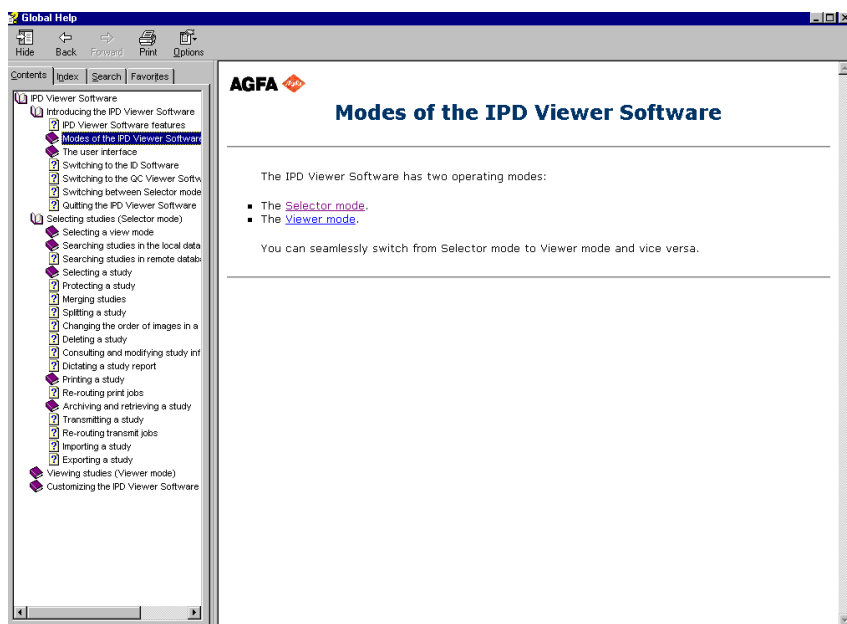 Global Help
Hide Back Forward Print Options
Contents Index Search Favorites
IPD Viewer Software
Introducing the IPD Viewer Software
IPD Viewer Software features
Modes of the IPD Viewer Software
The user interface
Switching to the ID Software
Switching to the QC Viewer Softw
Switching between Selector mode
Quitting the IPD Viewer Software
Selecting studies (Selector mode)
Selecting a view mode
Searching studies in the local data
Searching studies in remote datab
Selecting a study
Protecting a study
Merging studies
Splitting a study
Changing the order of images in a
Deleting a study
Consulting and modifying study inf
Dictating a study report
Printing a study
Re-routing print jobs
Archiving and retrieving a study
Transmitting a study
Re-routing transmit jobs
Importing a study
Exporting a study
Viewing studies (Viewer mode)
Customizing the IPD Viewer Software
AGFA
Modes of the IPD Viewer Software
The IPD Viewer Software has two operating modes:
The Selector mode.
The Viewer mode.
You can seamlessly switch from Selector mode to Viewer mode and vice versa.